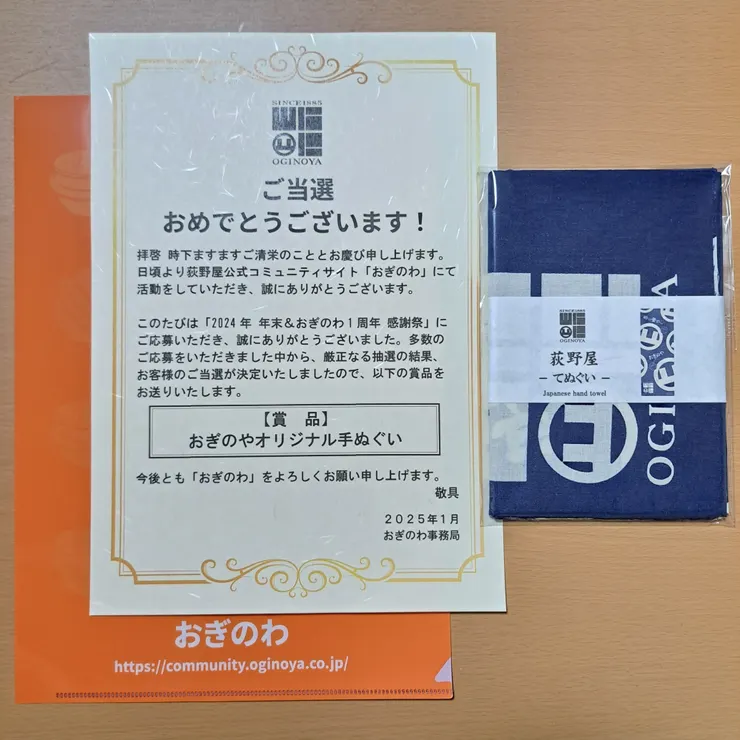 SINCE1885
OGINOYA
ご当選
おめでとうございます！
拝啓 時下ますますご清栄のこととお慶び申し上げます。
日頃より荻野屋公式コミュニティサイト「おぎのわ」にて
活動をしていただき、誠にありがとうございます。
このたびは「2024 年 年末＆おぎのわ 1 周年 感謝祭」に
ご応募いただき、誠にありがとうございました。多数の
ご応募をいただきました中から、厳正なる抽選の結果、
お客様のご当選が決定いたしましたので、以下の賞品を
お送りいたします。
【賞　品】
おぎのやオリジナル手ぬぐい
今後とも「おぎのわ」をよろしくお願い申し上げます。
敬具
２０２５年１月
おぎのわ事務局
おぎのわ
https://community.oginoya.co.jp/
SINCE1885
OGINOYA
荻野屋
－てぬぐい－
Japanese hand towel
OGI
A